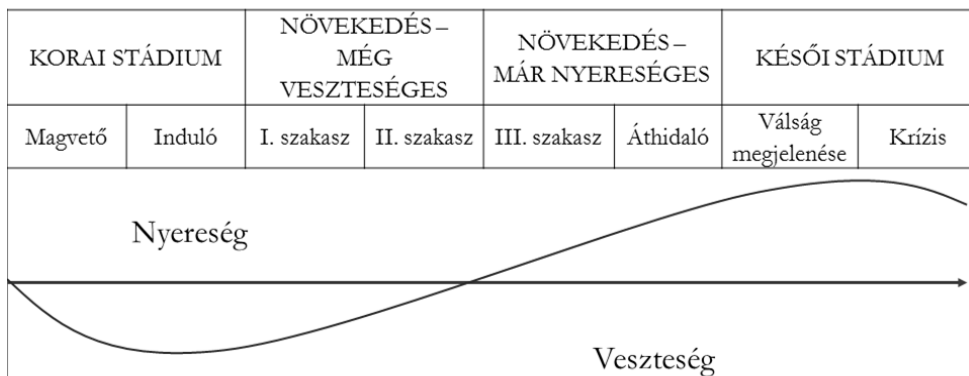 KORAI STÁDIUM
NÖVEKEDÉS –
MÉG
VESZTESÉGES
NÖVEKEDÉS –
MÁR NYERESÉGES
KÉSŐI STÁDIUM
Magvető
Induló
I. szakasz
II. szakasz
III. szakasz
Áthidaló
Válság
megjelenése
Krízis
Nyereség
Veszteség